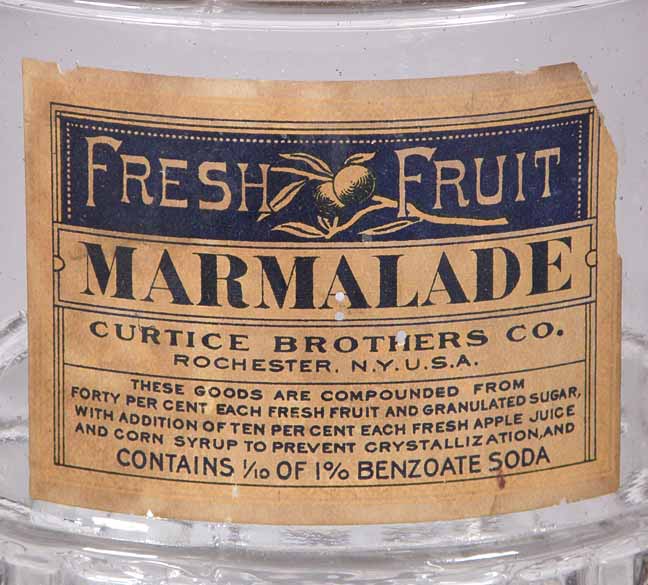 FRESH FRUIT
MARMALADE
CURTICE BROTHERS CO.
ROCHESTER, N.Y. U.S.A.
THESE GOODS ARE COMPOUNDED FROM
FORTY PER CENT EACH FRESH FRUIT AND GRANULATED SUGAR,
WITH ADDITION OF TEN PER CENT EACH FRESH APPLE JUICE
AND CORN SYRUP TO PREVENT CRYSTALLIZATION, AND
CONTAINS 1/10 OF 1% BENZOATE SODA